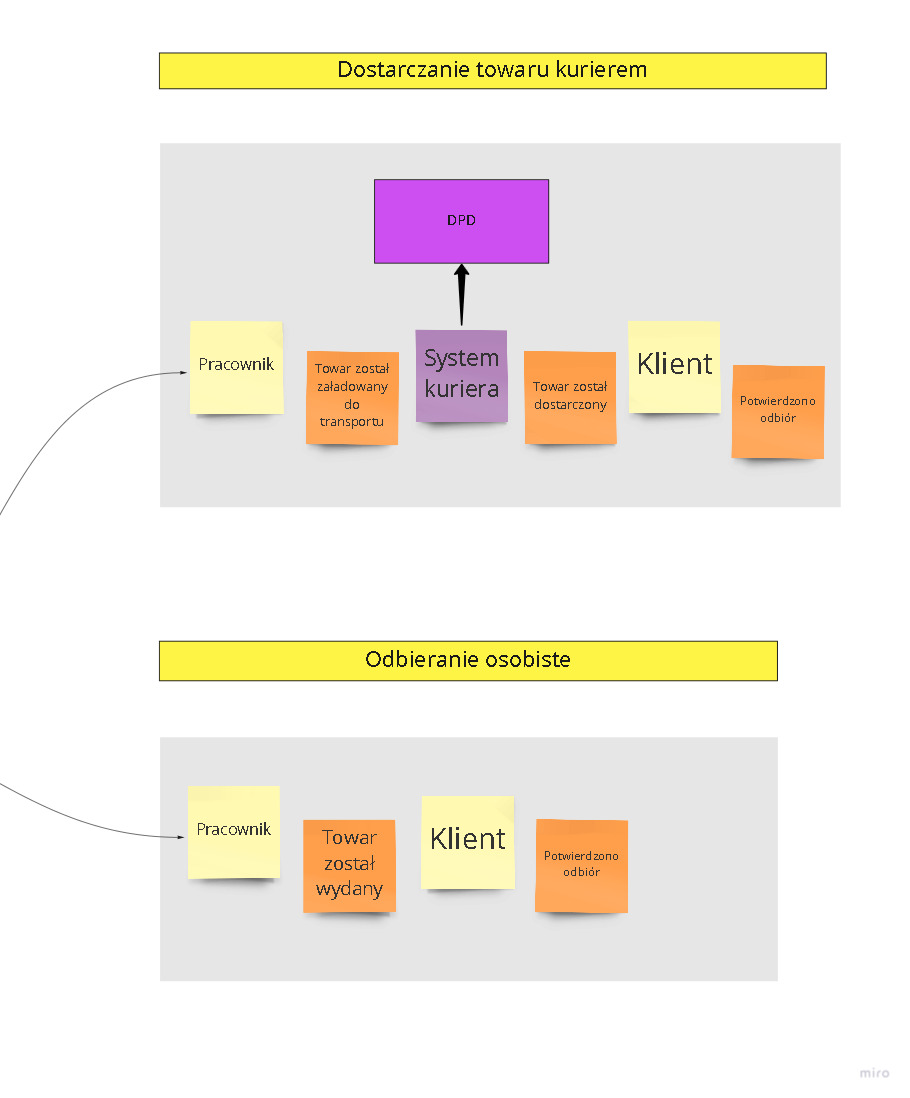 Dostarczanie towaru kurierem
DPD
Pracownik
Towar został
załadowany
do
transportu
System
kuriera
Towar został
dostarczony
Klient
Potwierdzono
odbiór
Odbieranie osobiste
Pracownik
Towar
został
wydany
Klient
Potwierdzono
odbiór
miro